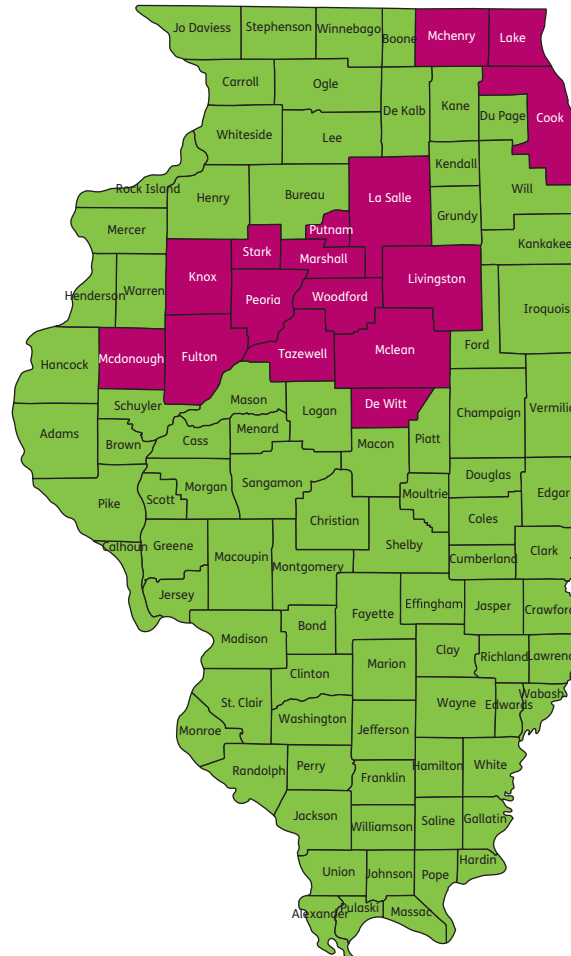 Jo Daviess
Stephenson
Winnebago
Boone
Mchenry
Lake
Carroll
Ogle
De Kalb
Kane
Du Page
Cook
Whiteside
Lee
Kendall
Will
Rock Island
Henry
Bureau
La Salle
Grundy
Mercer
Putnam
Kankakee
Stark
Marshall
Knox
Livingston
Henderson
Warren
Peoria
Woodford
Iroquois
Hancock
Mcdonough
Fulton
Tazewell
Mclean
Ford
Schuyler
Mason
Logan
De Witt
Champaign
Vermilio
Adams
Brown
Cass
Menard
Macon
Piatt
Pike
Scott
Morgan
Sangamon
Moultrie
Douglas
Edgar
Christian
Coles
Calhoun
Greene
Macoupin
Montgomery
Shelby
Cumberland
Clark
Jersey
Bond
Fayette
Effingham
Jasper
Crawford
Madison
Clinton
Marion
Clay
Richland
Lawrence
St. Clair
Washington
Wayne
Edwards
Wabash
Monroe
Jefferson
Randolph
Perry
Franklin
Hamilton
White
Jackson
Williamson
Saline
Gallatin
Union
Johnson
Pope
Hardin
Alexander
Pulaski
Massac